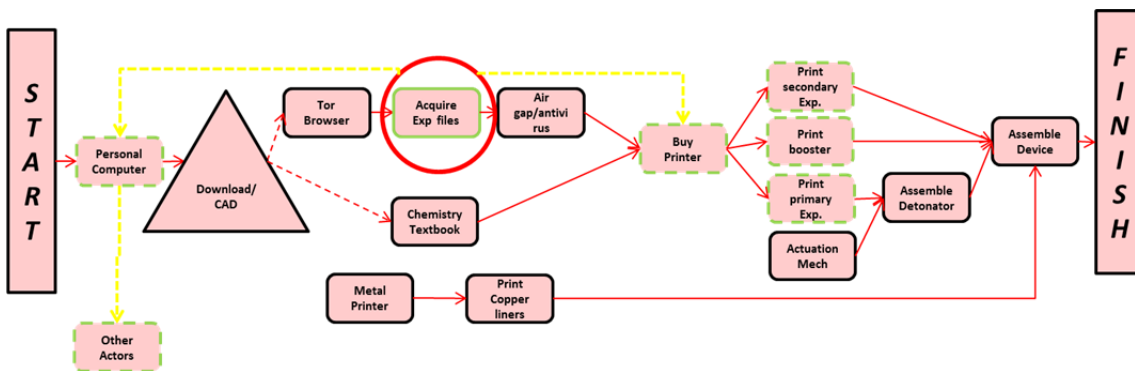 START
Personal
Computer
Download/
CAD
Tor
Browser
Acquire
Exp files
Air
gap/antivi
rus
Chemistry
Textbook
Buy
Printer
Print
secondary
Exp.
Print
booster
Print
primary
Exp.
Actuation
Mech
Assemble
Detonator
Assemble
Device
FINISH
Metal
Printer
Print
Copper
liners
Other
Actors